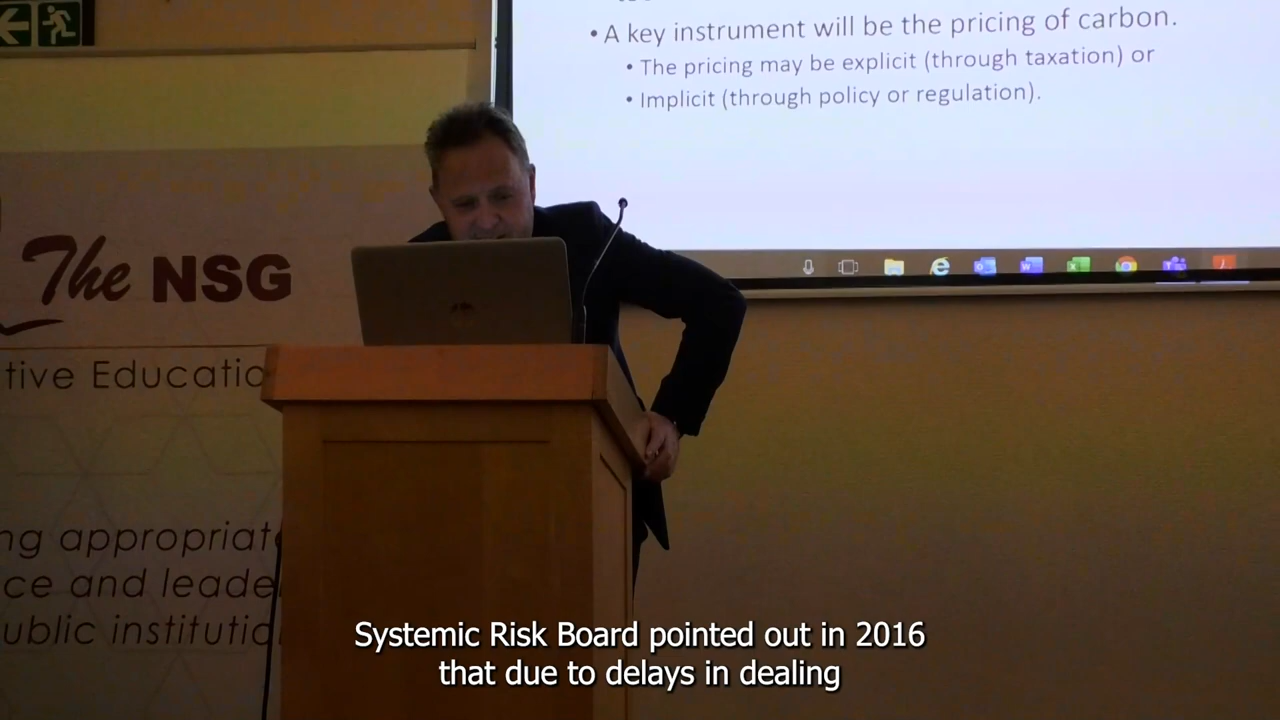 • A key instrument will be the pricing of carbon.
• The pricing may be explicit (through taxation) or
• Implicit (through policy or regulation).
The NSG
tive Educatio
ng appropriat
ce and leade
ublic institutio
Systemic Risk Board pointed out in 2016
that due to delays in dealing